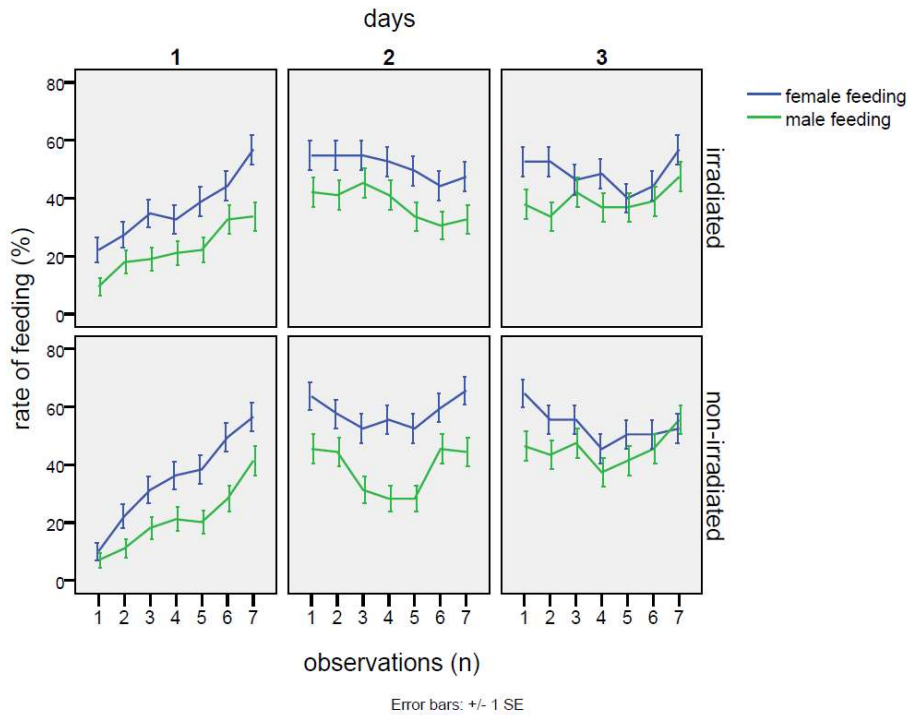 days
1 2 3
female feeding
male feeding
rate of feeding (%)
80
60
40
20
0
irradiated
80
60
40
20
0
non-irradiated
1 2 3 4 5 6 7 1 2 3 4 5 6 7 1 2 3 4 5 6 7
observations (n)
Error bars: +/- 1 SE